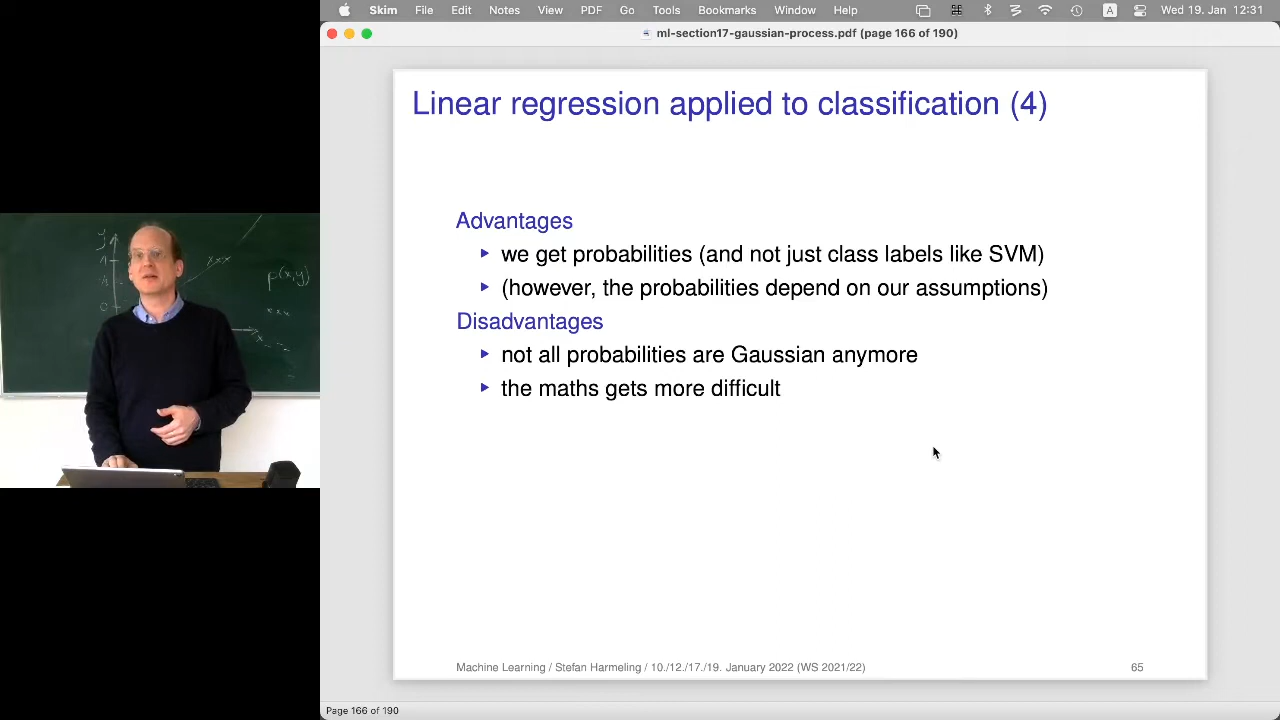 Skim File Edit Notes View PDF Go Tools Bookmarks Window Help A Wed 19. Jan 12:31
ml-section17-gaussian-process.pdf (page 166 of 190)
Linear regression applied to classification (4)
Advantages
we get probabilities (and not just class labels like SVM)
(however, the probabilities depend on our assumptions)
Disadvantages
not all probabilities are Gaussian anymore
the maths gets more difficult
Machine Learning / Stefan Harmeling / 10./12./17./19. January 2022 (WS 2021/22) 65
Page 166 of 190
y
1
0
x
xxx
p(x,y)
xxx